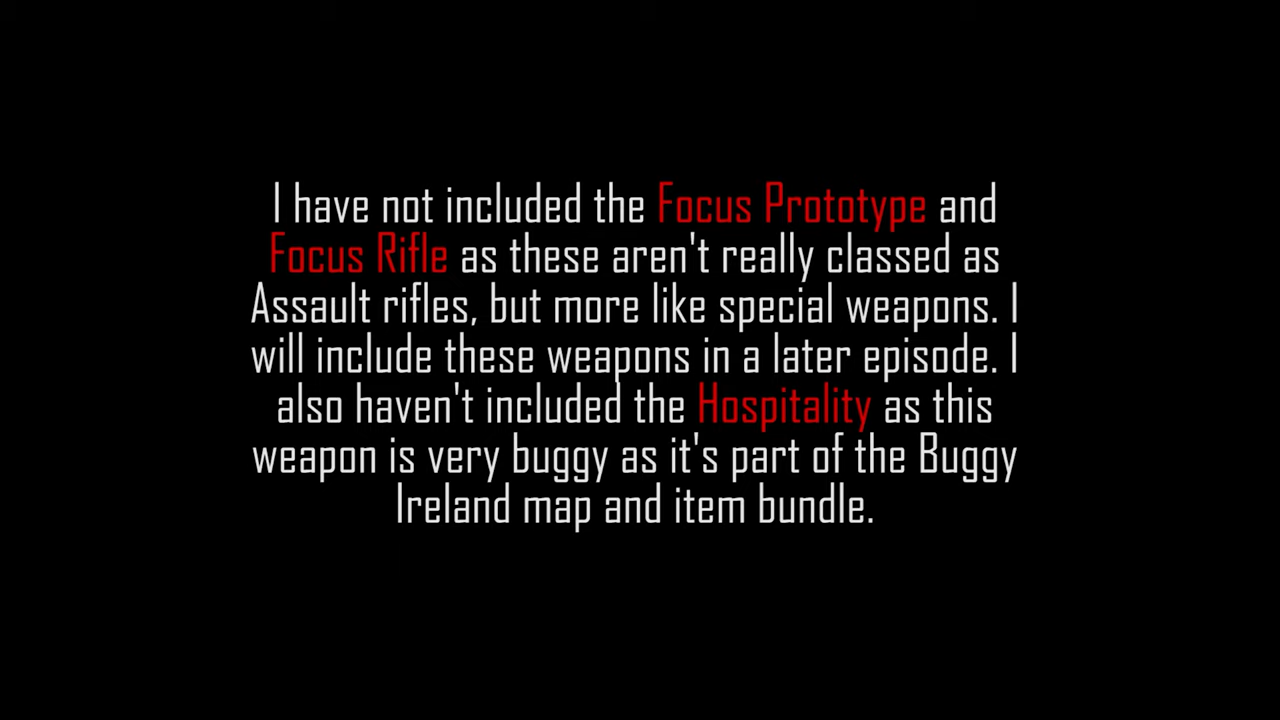 I have not included the Focus Prototype and
Focus Rifle as these aren't really classed as
Assault rifles, but more like special weapons. I
will include these weapons in a later episode. I
also haven't included the Hospitality as this
weapon is very buggy as it's part of the Buggy
Ireland map and item bundle.